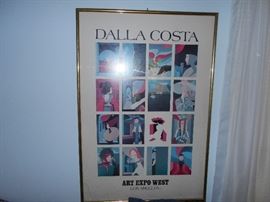 DALLA COSTA
ART EXPO WEST
LOS ANGELES